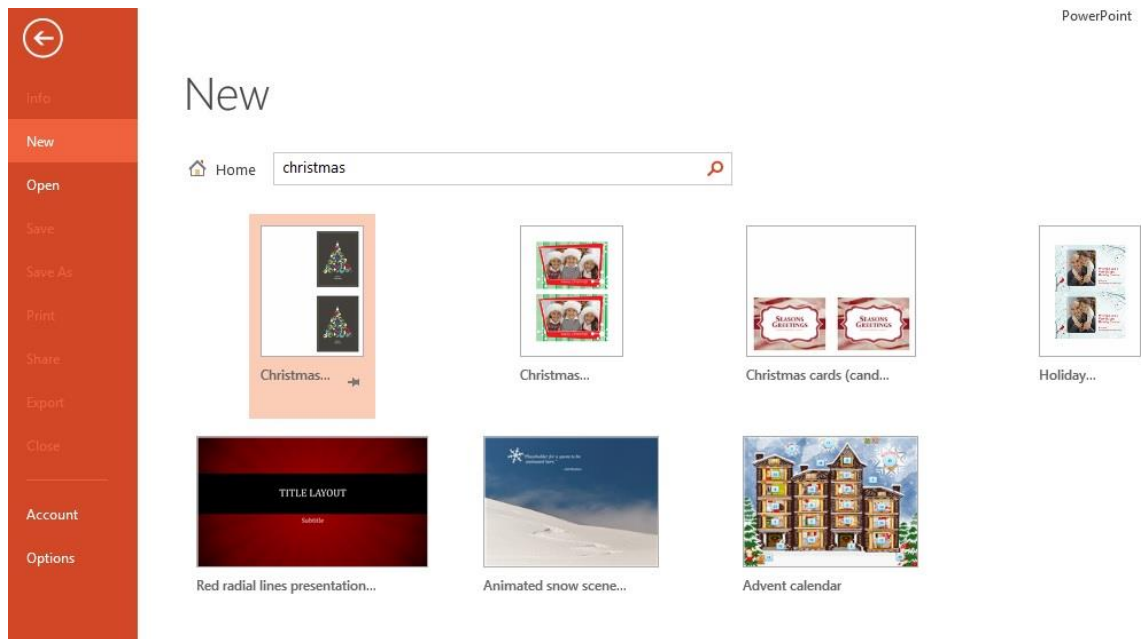 PowerPoint
Info
New
Open
Save
Save As
Print
Share
Export
Close
Account
Options
New
Home
christmas
Christmas...
Christmas...
SEASONS
GREETINGS
SEASONS
GREETINGS
Christmas cards (cand...
Holiday...
TITLE LAYOUT
Subtitle
Red radial lines presentation...
Animated snow scene...
Advent calendar